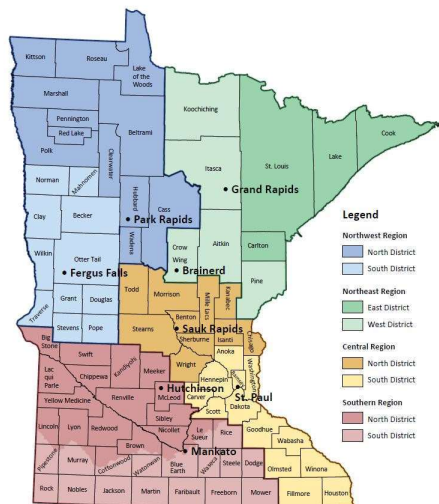 Kittson
Roseau
Lake
of the
Woods
Marshall
Koochiching
Pennington
Red Lake
Beltrami
Polk
Clearwater
Cook
Itasca
St. Louis
Lake
Norman
Mahnomen
Hubbard
Cass
Grand Rapids
Clay
Becker
Park Rapids
Wadena
Crow
Wing
Aitkin
Carlton
Wilkin
Otter Tail
Fergus Falls
Brainerd
Pine
Todd
Morrison
Mille Lacs
Kanabec
Grant
Douglas
Traverse
Stevens
Pope
Stearns
Benton
Sauk Rapids
Sherburne
Isanti
Chisago
Big
Stone
Swift
Kandiyohi
Meeker
Wright
Anoka
Washington
Lac
qui
Parle
Chippewa
Hennepin
Ramsey
Hutchinson
St. Paul
Renville
McLeod
Carver
Yellow Medicine
Scott
Dakota
Sibley
Lincoln
Lyon
Redwood
Nicollet
Le
Sueur
Rice
Goodhue
Brown
Wabasha
Mankato
Pipestone
Murray
Cottonwood
Watonwan
Blue
Earth
Waseca
Steele
Dodge
Olmsted
Winona
Rock
Nobles
Jackson
Martin
Faribault
Freeborn
Mower
Fillmore
Houston
Legend
Northwest Region
North District
South District
Northeast Region
East District
West District
Central Region
North District
South District
Southern Region
North District
South District